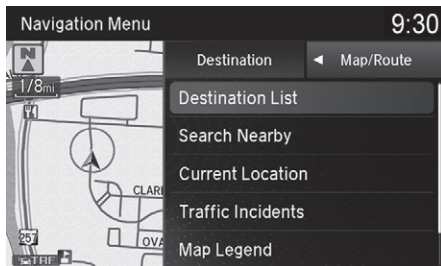 Navigation Menu 9:30
N
Destination ◄ Map/Route
1/8mi
Destination List
Search Nearby
Current Location
CLAR
Traffic Incidents
257
OVA
Map Legend
TRE